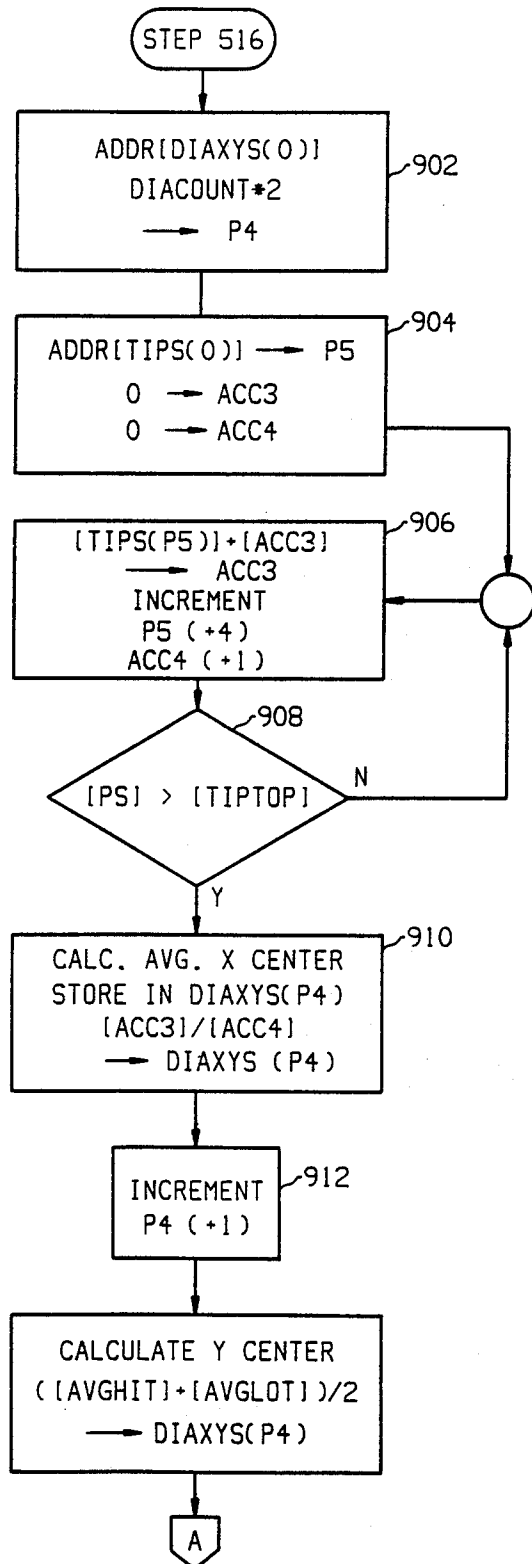 STEP 516
ADDR[DIAXYS(0)]
DIACOUNT*2
→ P4
902
904
ADDR[TIPS(0)] → P5
0 → ACC3
0 → ACC4
906
[TIPS(P5)]+[ACC3]
→ ACC3
INCREMENT
P5 (+4)
ACC4 (+1)
908
[PS] > [TIPTOP]
N
Y
910
CALC. AVG. X CENTER
STORE IN DIAXYS(P4)
[ACC3]/[ACC4]
→ DIAXYS (P4)
912
INCREMENT
P4 (+1)
CALCULATE Y CENTER
([AVGHIT]+[AVGLOT])/2
→ DIAXYS(P4)
A